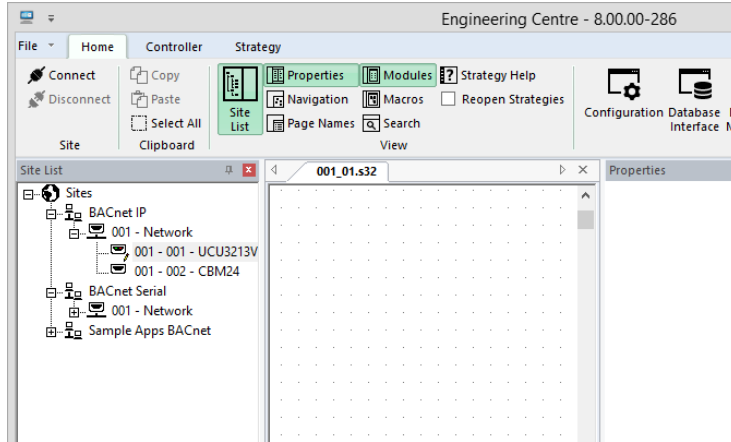 Engineering Centre - 8.00.00-286
File Home Controller Strategy
Connect Copy Properties Modules Strategy Help
Disconnect Paste Navigation Macros Reopen Strategies
Select All Site List Page Names Search
Configuration Database Interface
Site Clipboard View
Site List 001_01.s32 Properties
Sites
BACnet IP
001 - Network
001 - 001 - UCU3213V
001 - 002 - CBM24
BACnet Serial
001 - Network
Sample Apps BACnet